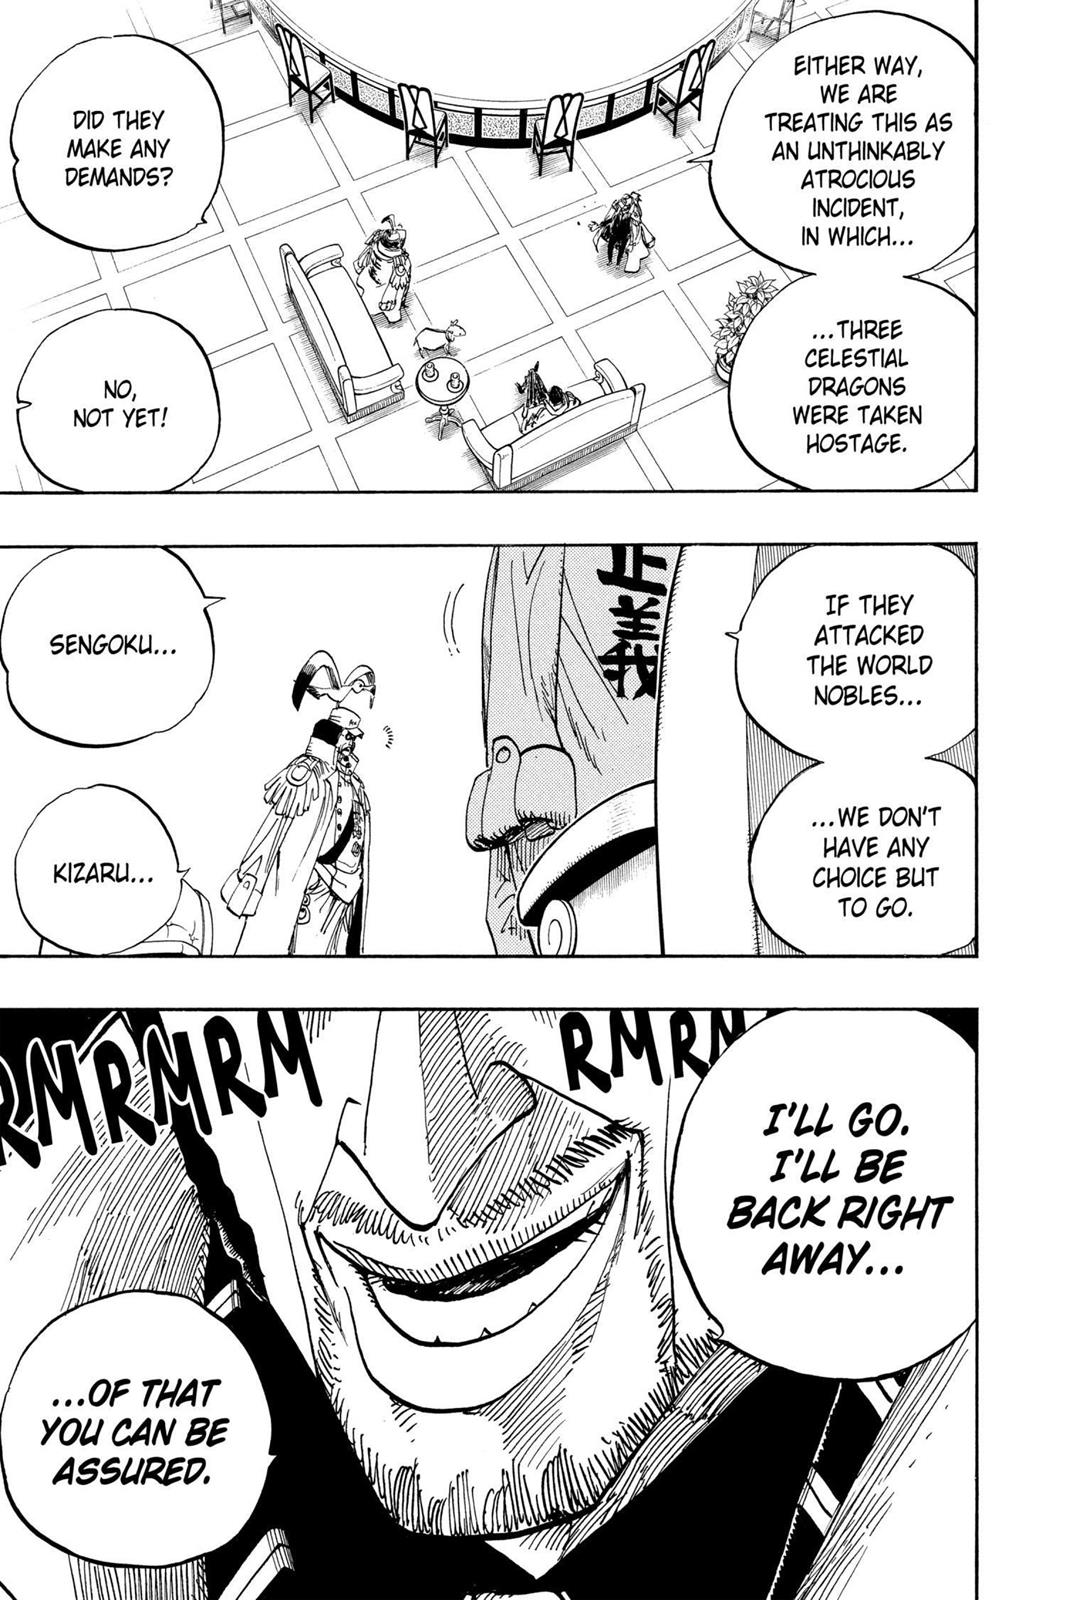 EITHER WAY,
WE ARE
TREATING THIS AS
AN UNTHINKABLY
ATROCIOUS
INCIDENT,
IN WHICH...
...THREE
CELESTIAL
DRAGONS
WERE TAKEN
HOSTAGE.
DID THEY
MAKE ANY
DEMANDS?
NO,
NOT YET!
IF THEY
ATTACKED
THE WORLD
NOBLES...
...WE DON'T
HAVE ANY
CHOICE BUT
TO GO.
SENGOKU...
KIZARU...
RMRM
RMRMRM
I'LL GO.
I'LL BE
BACK RIGHT
AWAY...
...OF THAT
YOU CAN BE
ASSURED.